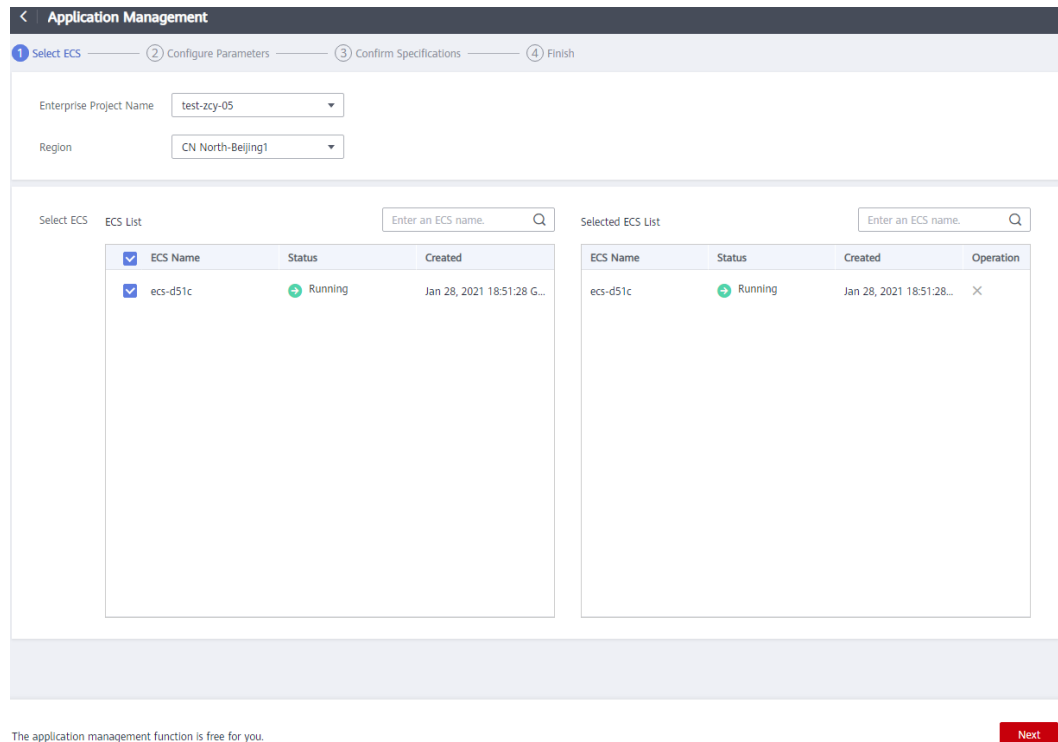 Application Management
1 Select ECS 2 Configure Parameters 3 Confirm Specifications 4 Finish
Enterprise Project Name test-zcy-05
Region CN North-Beijing1
Select ECS ECS List Enter an ECS name. Selected ECS List Enter an ECS name.
ECS Name Status Created ECS Name Status Created Operation
ecs-d51c Running Jan 28, 2021 18:51:28 G... ecs-d51c Running Jan 28, 2021 18:51:28...
The application management function is free for you. Next